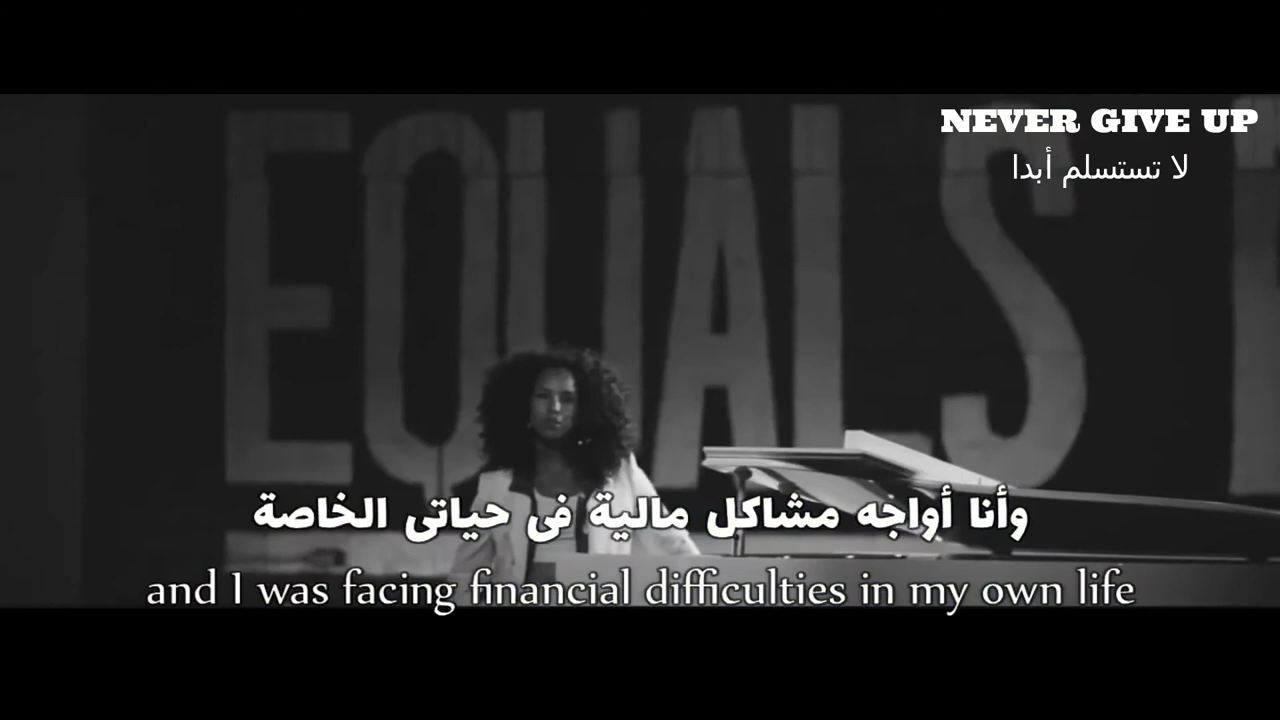 NEVER GIVE UP
لا تستسلم أبدا
EQUALS
وأنا أواجه مشاكل مالية فى حياتى الخاصة
and I was facing financial difficulties in my own life